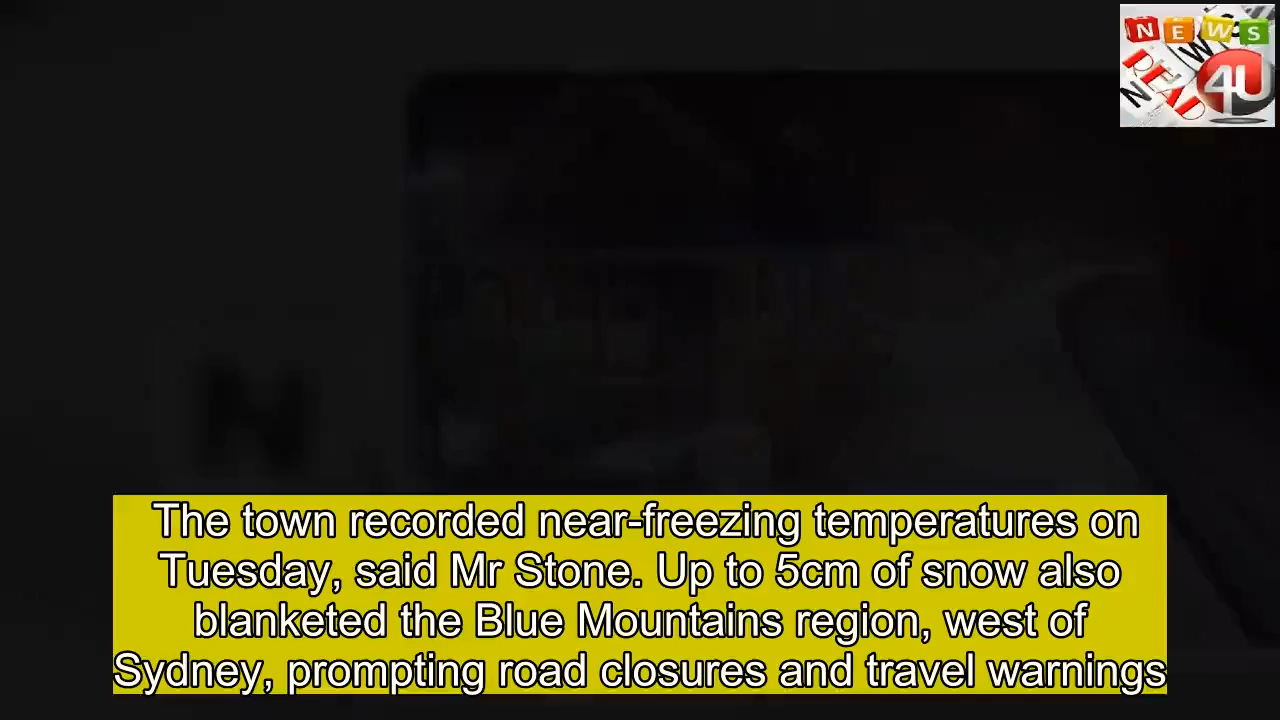 NEWS
READ
4U
The town recorded near-freezing temperatures on
Tuesday, said Mr Stone. Up to 5cm of snow also
blanketed the Blue Mountains region, west of
Sydney, prompting road closures and travel warnings